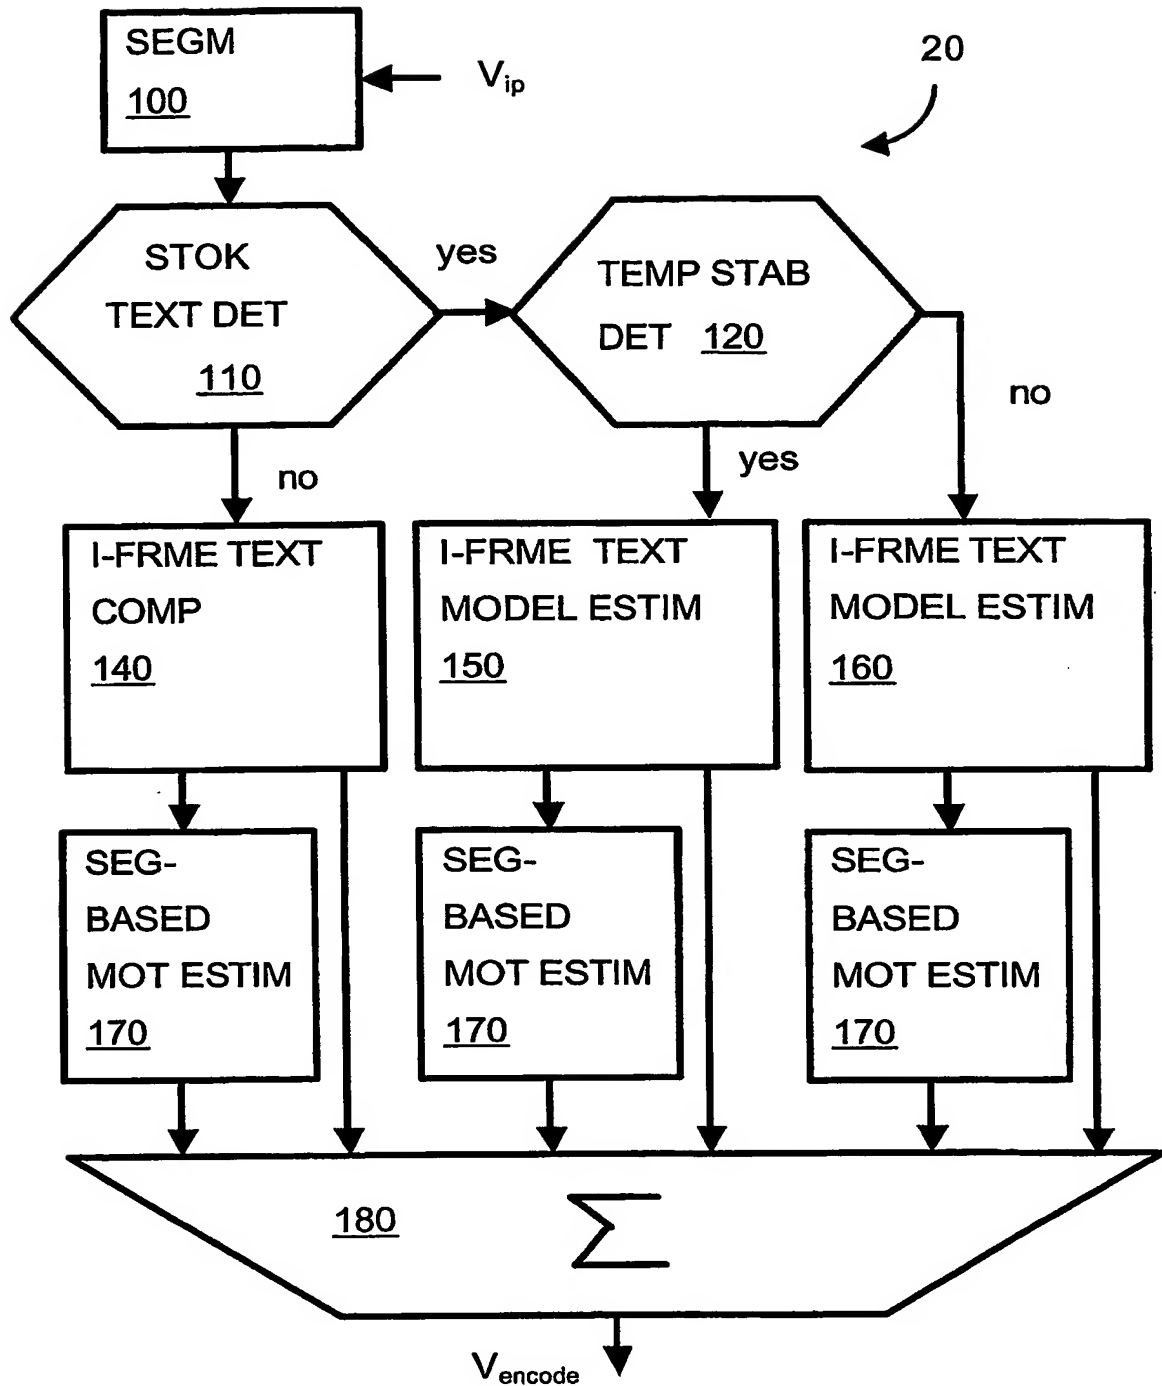 SEGM
100
V_ip
20
STOK
TEXT DET
110
yes
TEMP STAB
DET 120
no
yes
no
I-FRME TEXT
COMP
140
I-FRME TEXT
MODEL ESTIM
150
I-FRME TEXT
MODEL ESTIM
160
SEG-
BASED
MOT ESTIM
170
SEG-
BASED
MOT ESTIM
170
SEG-
BASED
MOT ESTIM
170
180 Σ
V_encode